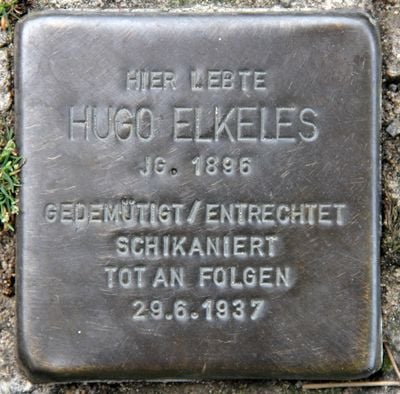 HIER LEBTE
HUGO ELKELES
JG. 1896
GEDEMÜTIGT/ENTRECHTET
SCHIKANIERT
TOT AN FOLGEN
29.6.1937